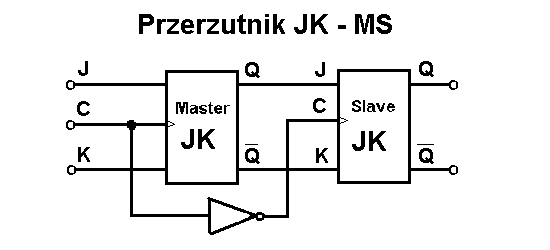 Przerzutnik JK - MS
J Q J Q
C Master C Slave
JK JK
K Q̅ K Q̅